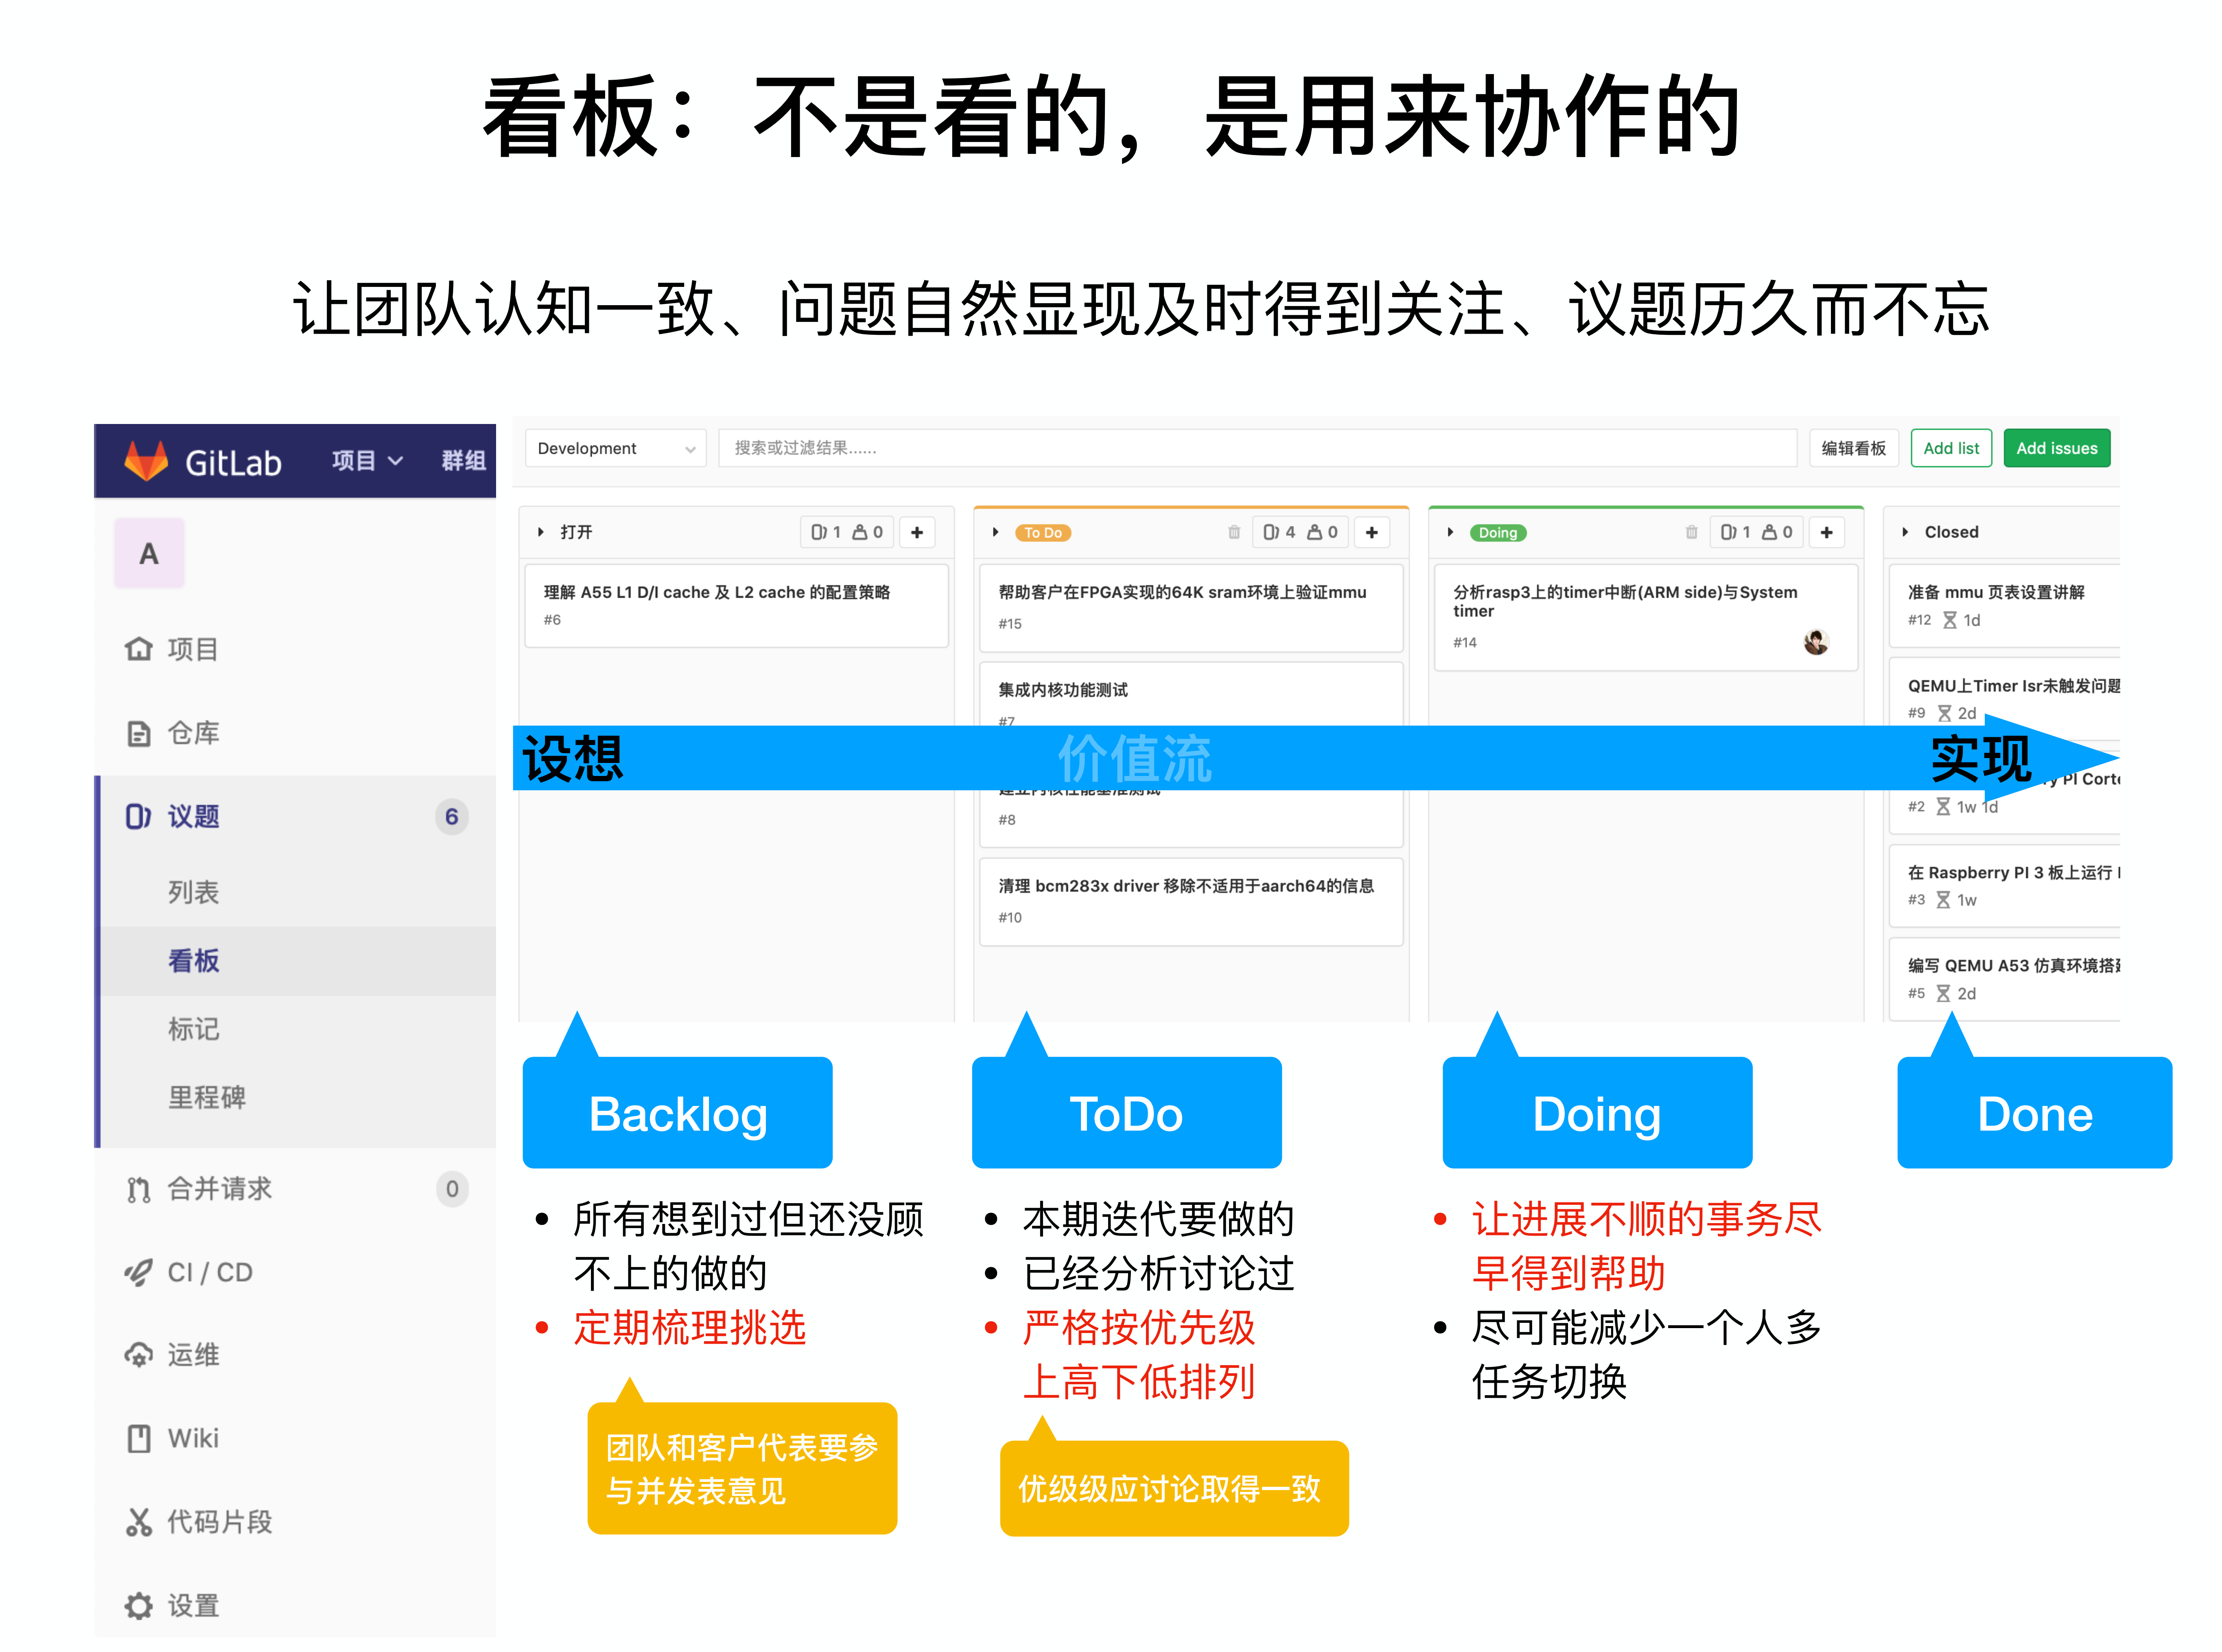 看板：不是看的，是用来协作的
让团队认知一致、问题自然显现及时得到关注、议题历久而不忘
GitLab 项目 群组
A
项目
仓库
议题 6
列表
看板
标记
里程碑
合并请求 0
CI / CD
运维
Wiki
代码片段
设置
Development 搜索或过滤结果...... 编辑看板 Add list Add issues
打开 1 0
理解 A55 L1 D/I cache 及 L2 cache 的配置策略
#6
To Do 4 0
帮助客户在FPGA实现的64K sram环境上验证mmu
#15
集成内核功能测试
#7
建立内核性能基准测试
#8
清理 bcm283x driver 移除不适用于aarch64的信息
#10
Doing 1 0
分析rasp3上的timer中断(ARM side)与System
timer
#14
Closed
准备 mmu 页表设置讲解
#12 1d
QEMU上Timer Isr未触发问题
#9 2d
y PI Corte
#2 1w 1d
在 Raspberry PI 3 板上运行
#3 1w
编写 QEMU A53 仿真环境搭建
#5 2d
设想 价值流 实现
Backlog
所有想到过但还没顾
不上的做的
定期梳理挑选
团队和客户代表要参
与并发表意见
ToDo
本期迭代要做的
已经分析讨论过
严格按优先级
上高下低排列
优级级应讨论取得一致
Doing
让进展不顺的事务尽
早得到帮助
尽可能减少一个人多
任务切换
Done